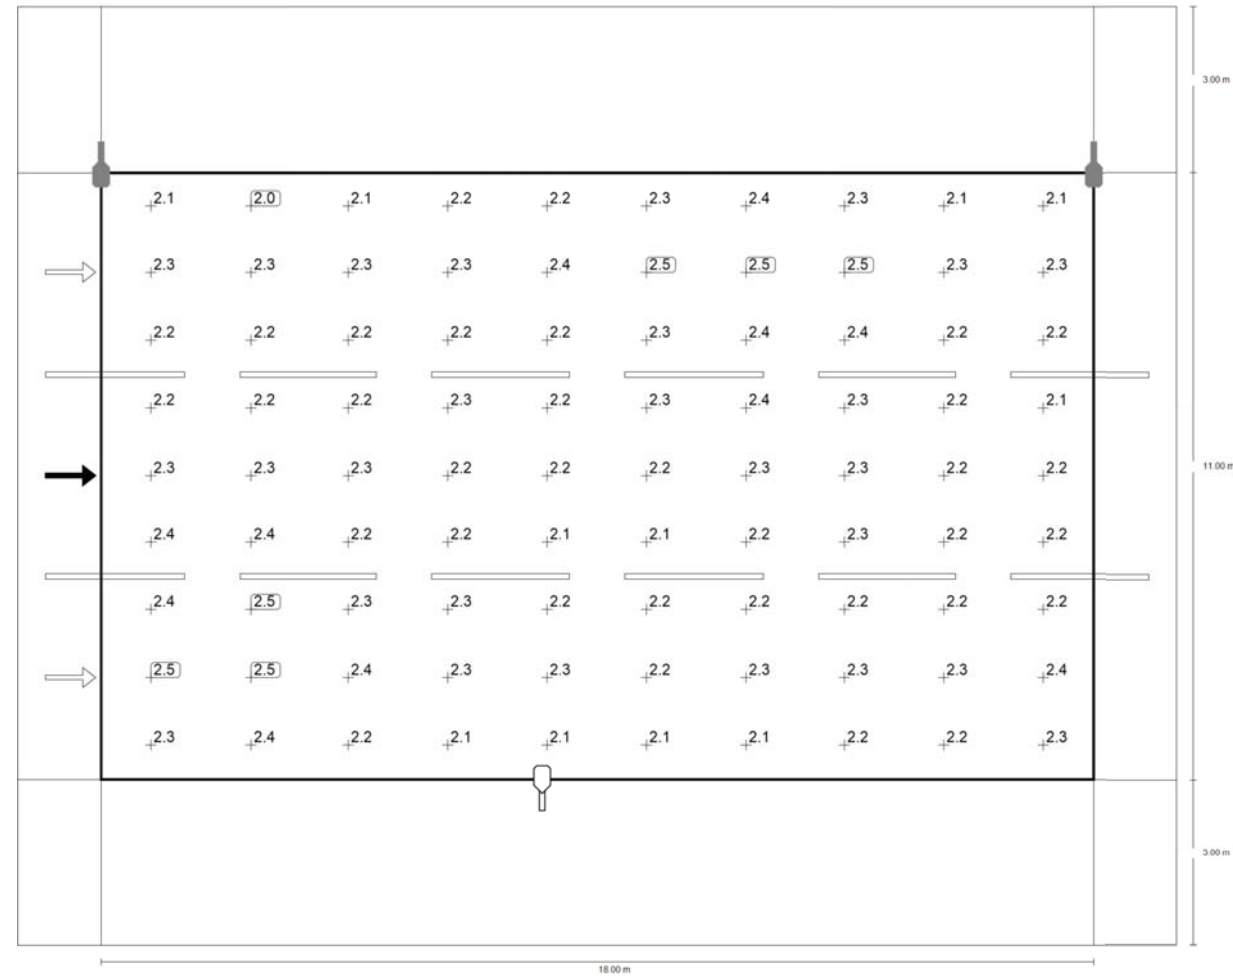 3.00 m
2.1 2.0 2.1 2.2 2.2 2.3 2.4 2.3 2.1 2.1
2.3 2.3 2.3 2.3 2.4 2.5 2.5 2.5 2.3 2.3
2.2 2.2 2.2 2.2 2.2 2.3 2.4 2.4 2.2 2.2
2.2 2.2 2.2 2.3 2.2 2.3 2.4 2.3 2.2 2.1
2.3 2.3 2.3 2.2 2.2 2.2 2.3 2.3 2.2 2.2
11.00 m
2.4 2.4 2.2 2.2 2.1 2.1 2.2 2.3 2.2 2.2
2.4 2.5 2.3 2.3 2.2 2.2 2.2 2.2 2.2 2.2
2.5 2.5 2.4 2.3 2.3 2.2 2.3 2.3 2.3 2.4
2.3 2.4 2.2 2.1 2.1 2.1 2.1 2.2 2.2 2.3
3.00 m
18.00 m